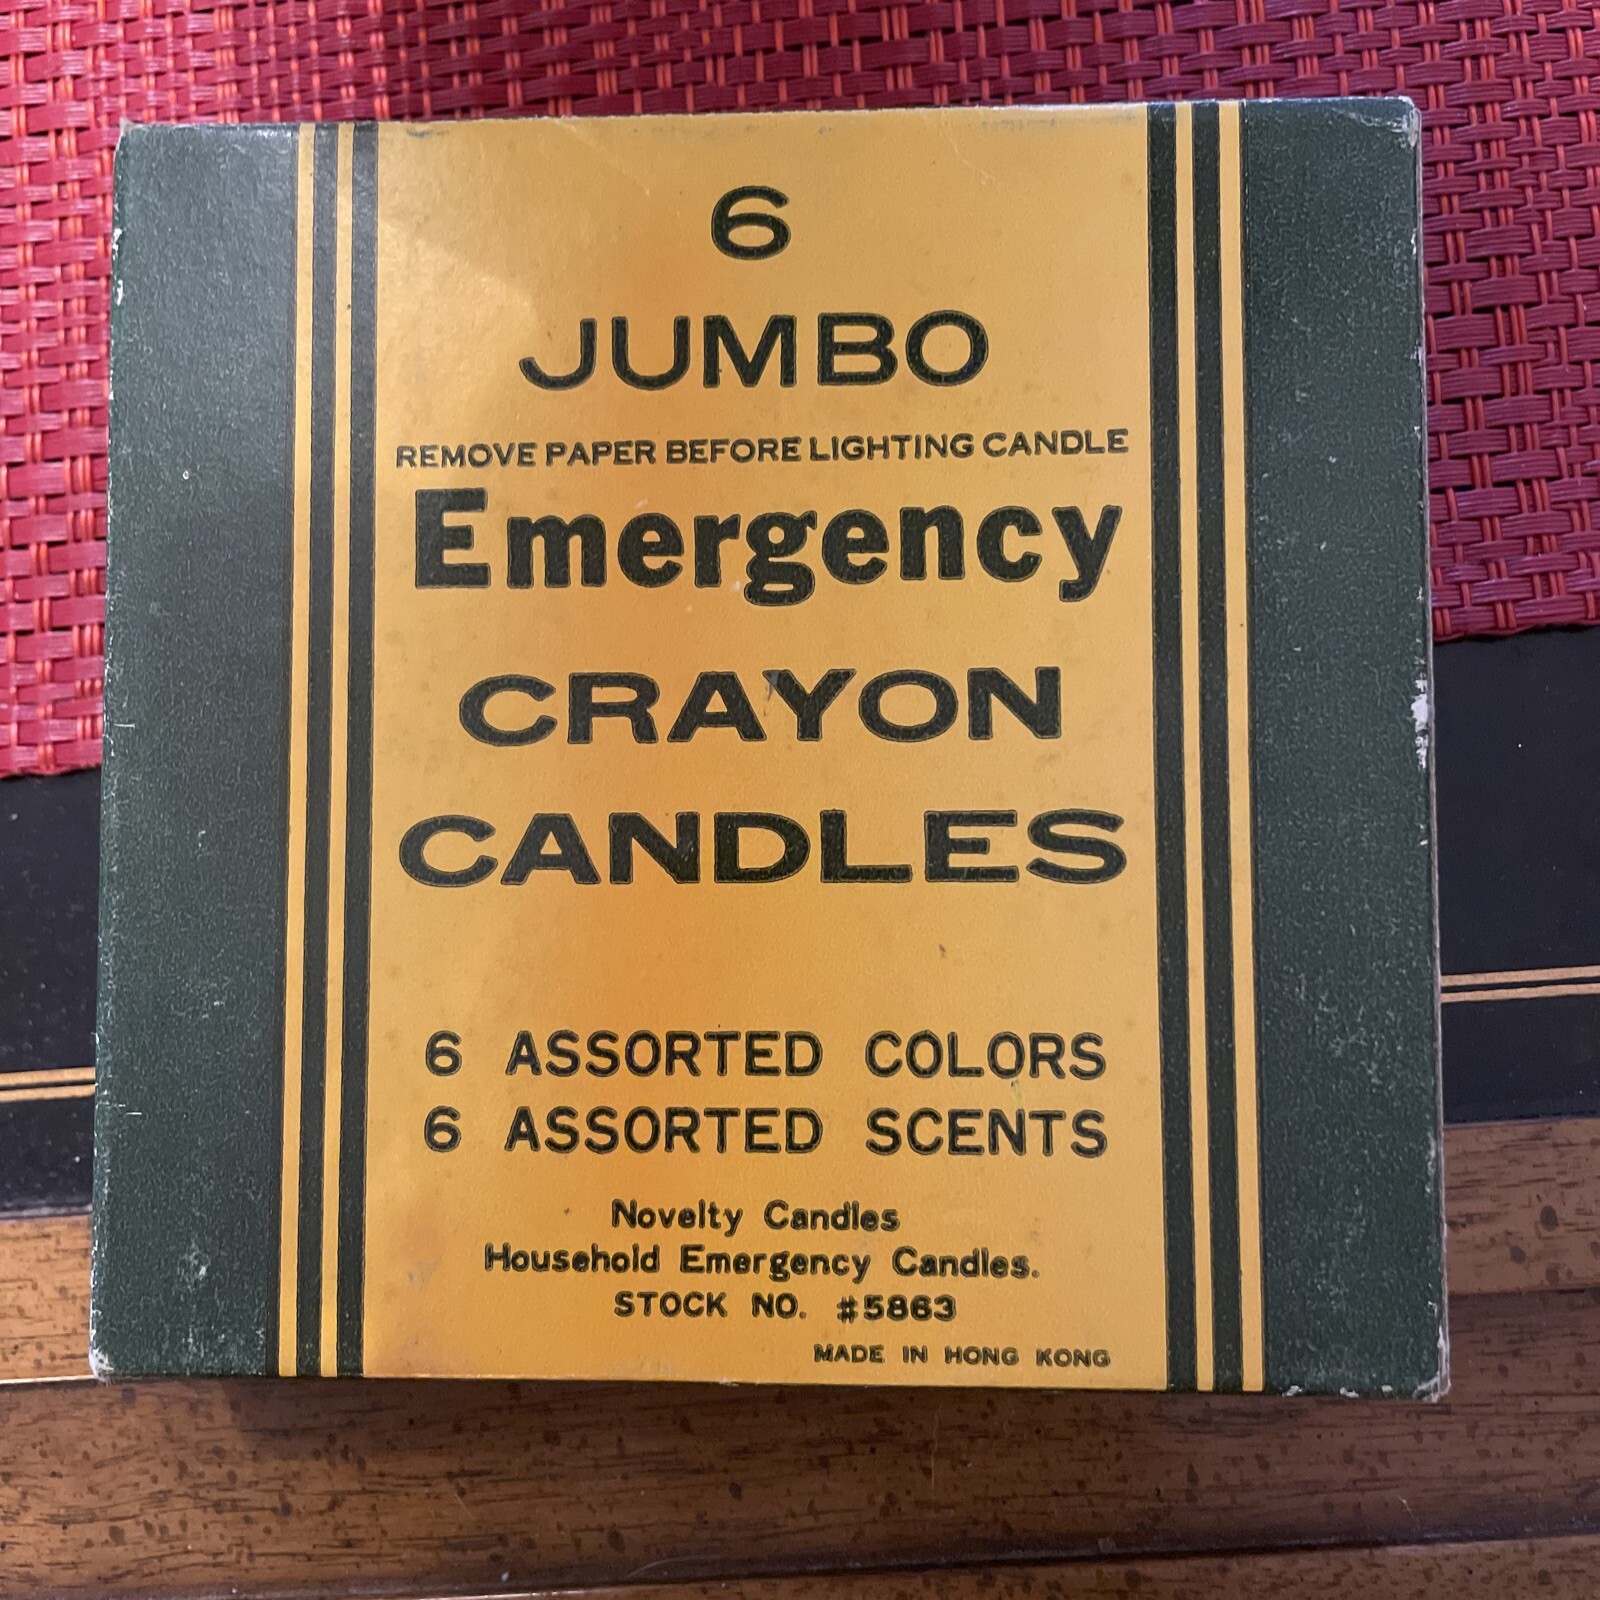 6
JUMBO
REMOVE PAPER BEFORE LIGHTING CANDLE
Emergency
CRAYON
CANDLES
6 ASSORTED COLORS
6 ASSORTED SCENTS
Novelty Candles
Household Emergency Candles.
STOCK NO. #5863
MADE IN HONG KONG